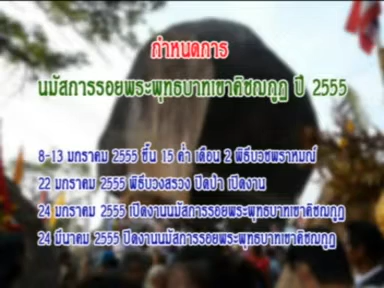 กำหนดการ
นมัสการรอยพระพุทธบาทเขาคิชฌกูฏ ปี 2555
8-13 มกราคม 2555 ขึ้น 15 ค่ำ เดือน 2 พิธีบวชพราหมณ์
22 มกราคม 2555 พิธีบวงสรวง ปิดป่า เปิดงาน
24 มกราคม 2555 เปิดงานนมัสการรอยพระพุทธบาทเขาคิชฌกูฏ
24 มีนาคม 2555 ปิดงานนมัสการรอยพระพุทธบาทเขาคิชฌกูฏ